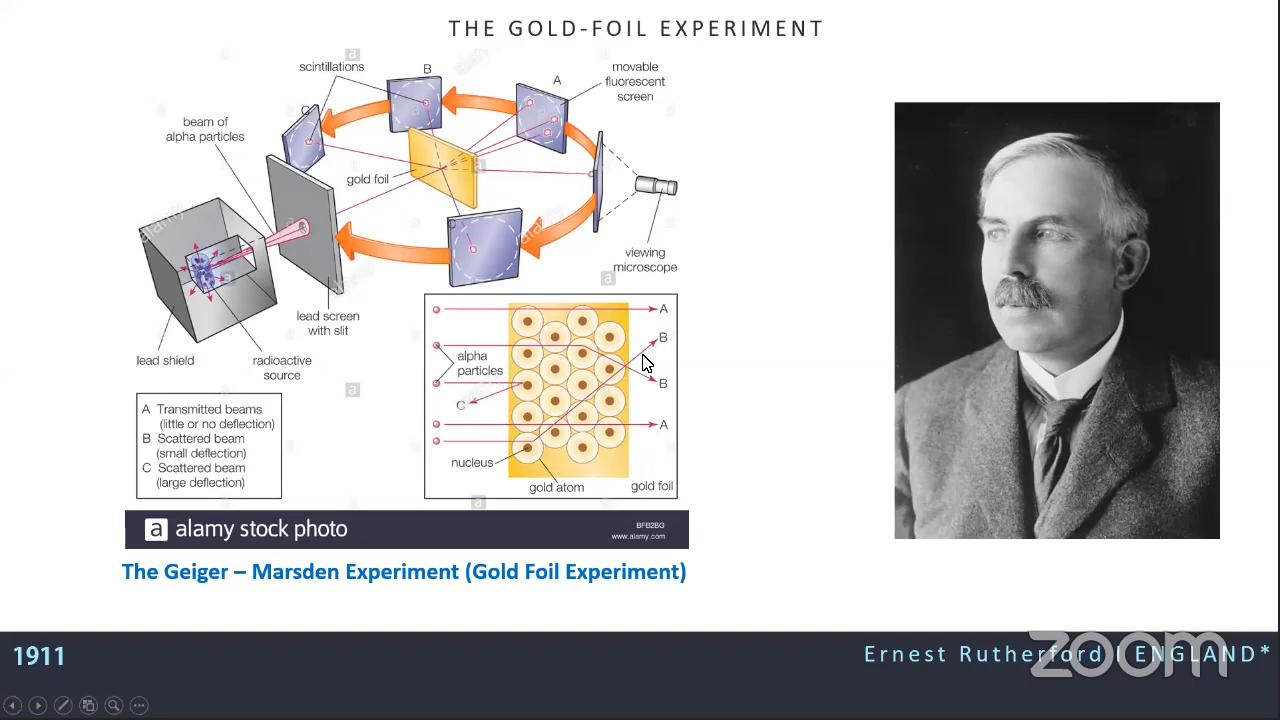 THE GOLD-FOIL EXPERIMENT
scintillations
B
A
movable
fluorescent
screen
C
beam of
alpha particles
gold foil
viewing
microscope
lead screen
with slit
lead shield
radioactive
source
A Transmitted beams
(little or no deflection)
B Scattered beam
(small deflection)
C Scattered beam
(large deflection)
A
B
alpha
particles
B
C
A
nucleus
gold atom
gold foil
a alamy stock photo
BFB2BG
www.alamy.com
The Geiger – Marsden Experiment (Gold Foil Experiment)
1911
Ernest Rutherford | ENGLAND*
zoom